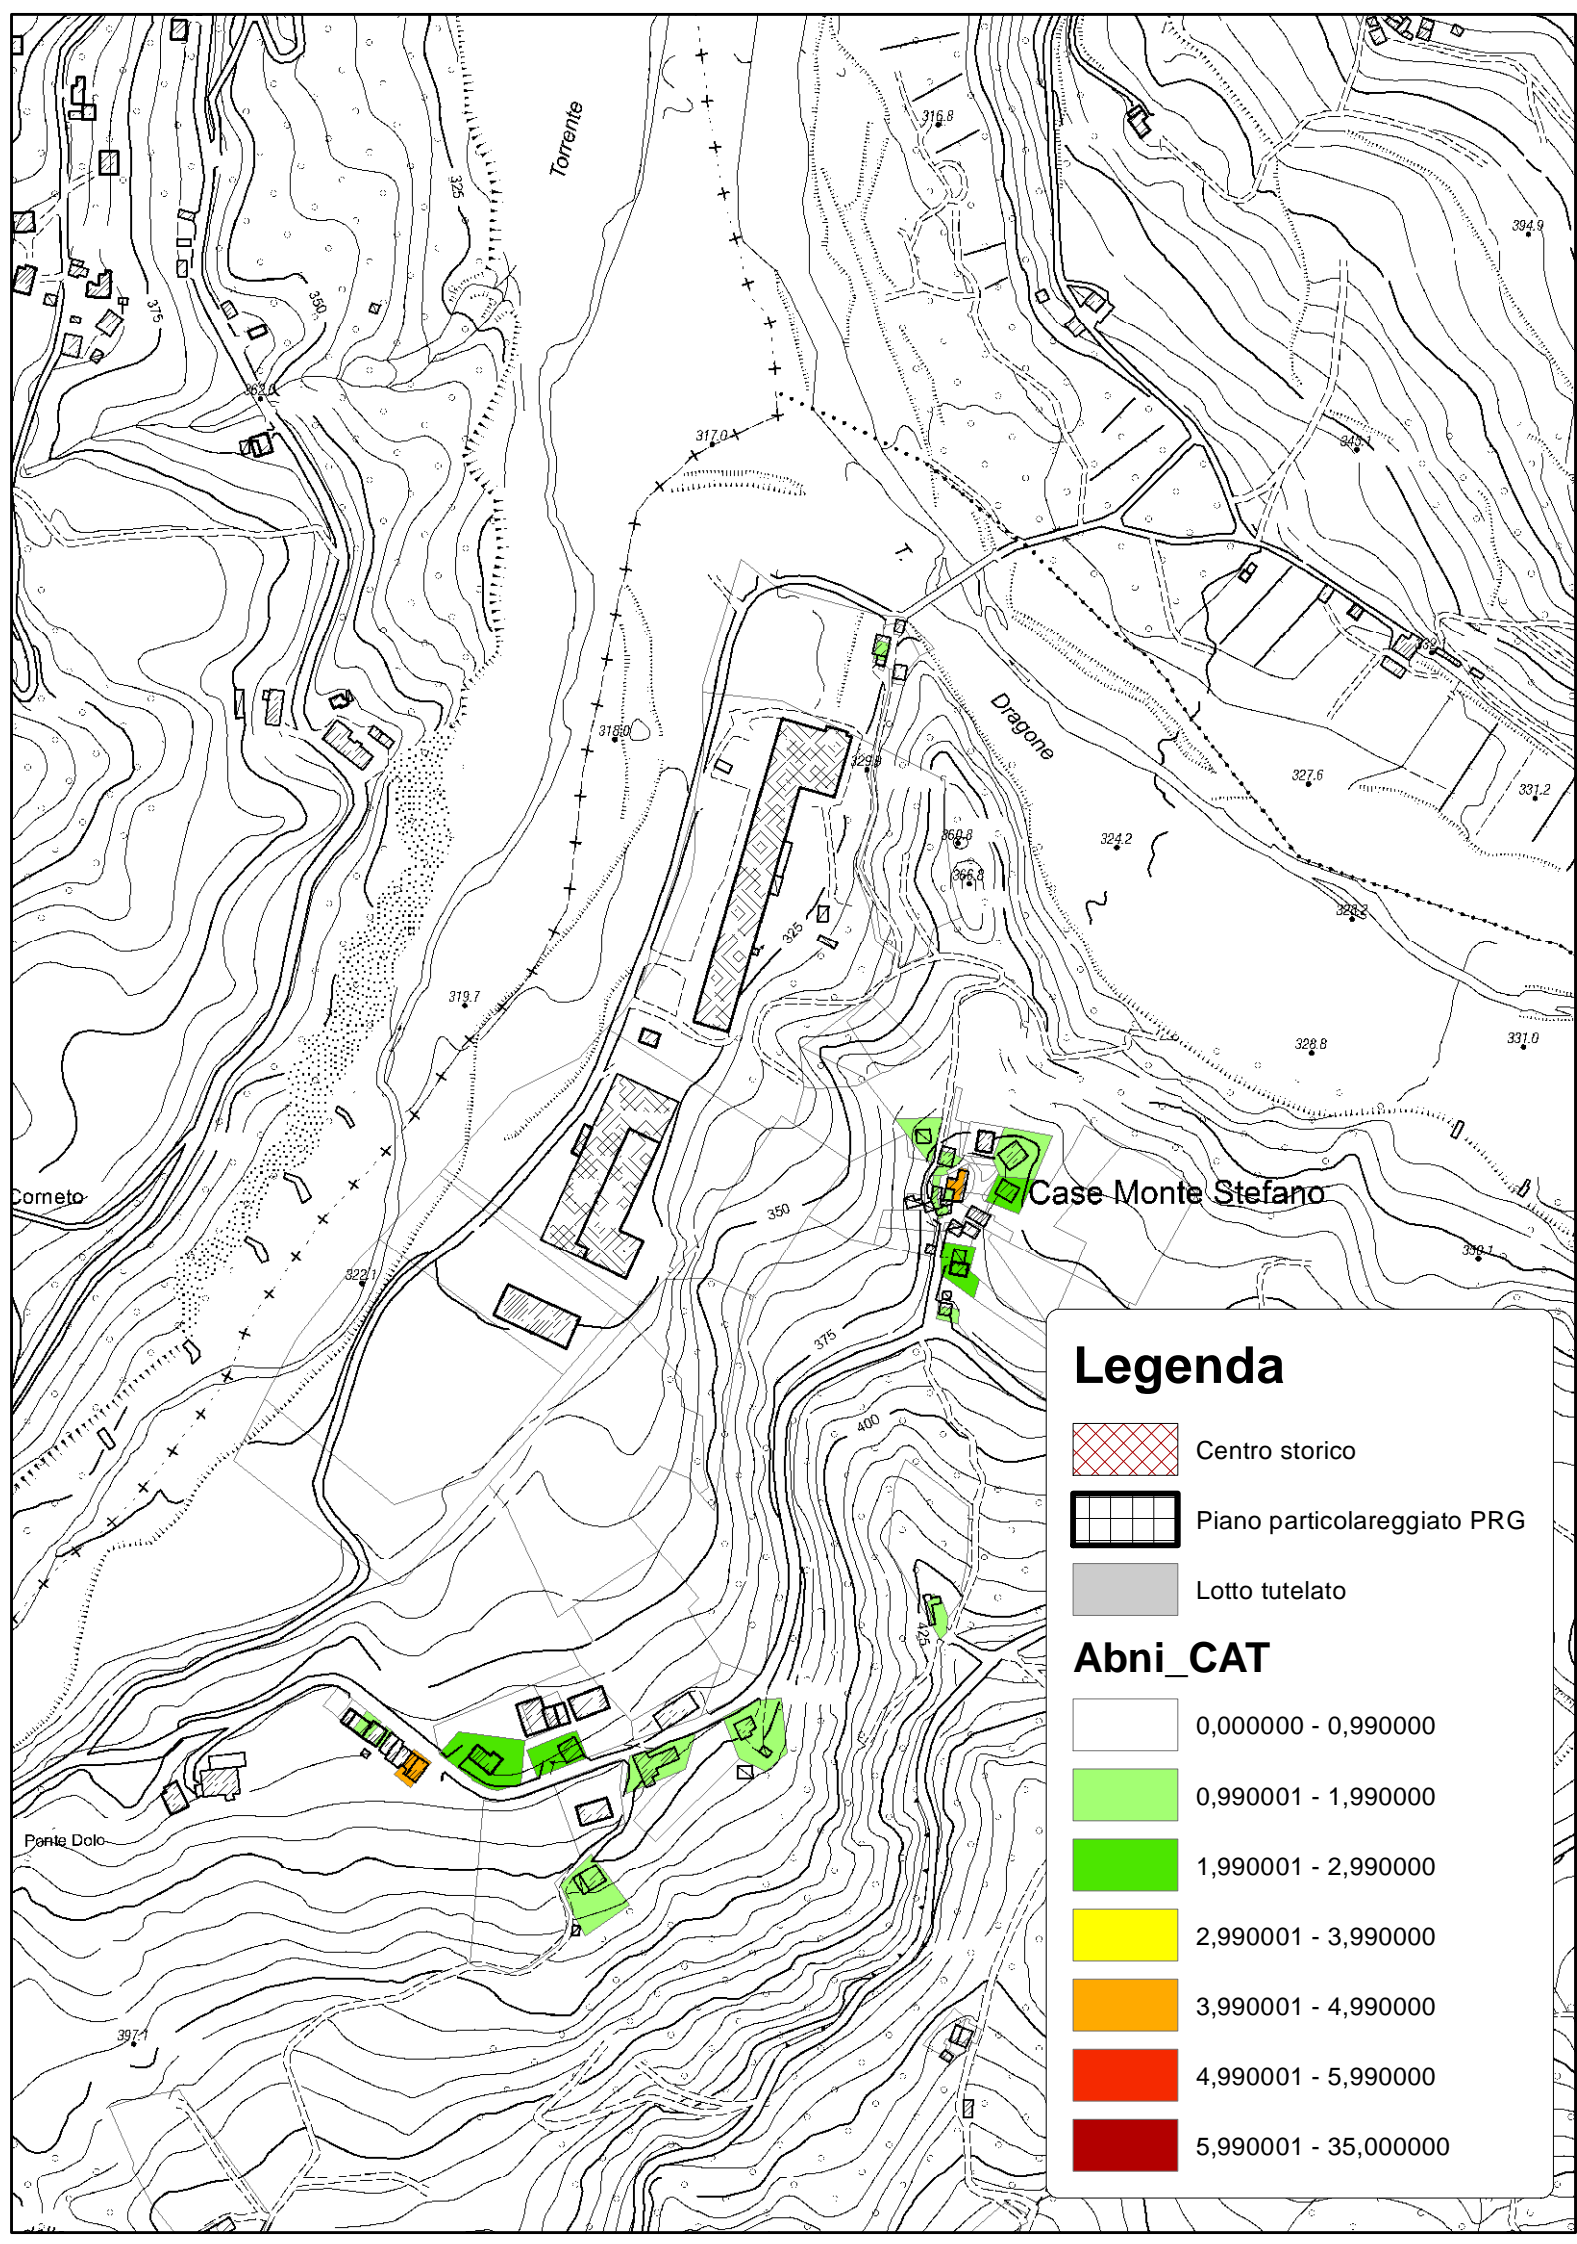 316.8
Torrente
325
394.9
375
350
362.0
317.0
T.
318.0
Dragone
329.9
327.6
331.2
360.8
324.2
366.8
328.2
325
319.7
328.8
331.0
Corneto
Case Monte Stefano
350
330.1
322.1
375
400
425
Ponte Dolo
397.1
Legenda
Centro storico
Piano particolareggiato PRG
Lotto tutelato
Abni_CAT
0,000000 - 0,990000
0,990001 - 1,990000
1,990001 - 2,990000
2,990001 - 3,990000
3,990001 - 4,990000
4,990001 - 5,990000
5,990001 - 35,000000